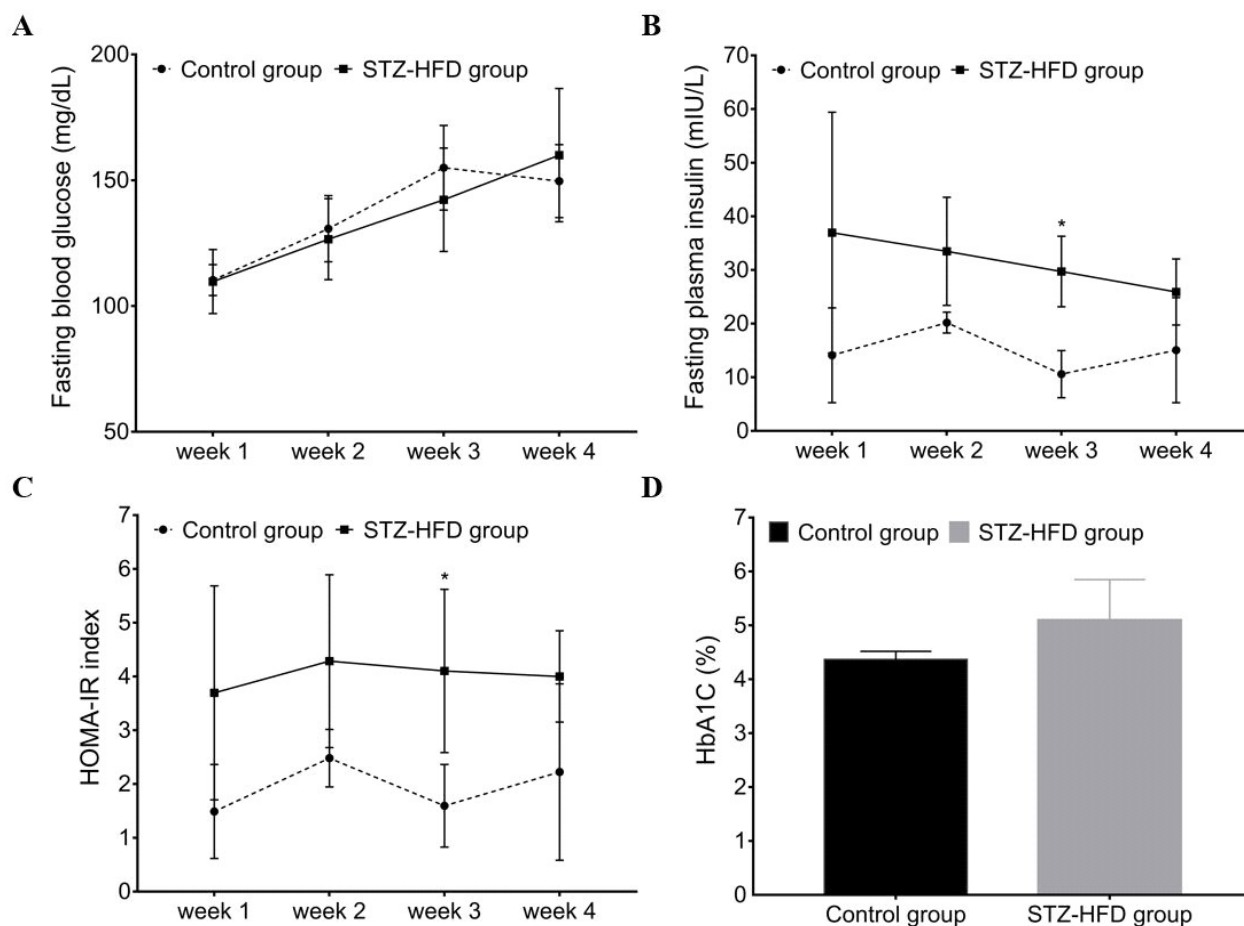 A
Control group STZ-HFD group
Fasting blood glucose (mg/dL)
200
150
100
50
week 1 week 2 week 3 week 4
B
Control group STZ-HFD group
Fasting plasma insulin (mIU/L)
70
60
50
40
30
20
10
0
*
week 1 week 2 week 3 week 4
C
Control group STZ-HFD group
HOMA-IR index
7
6
5
4
3
2
1
0
*
week 1 week 2 week 3 week 4
D
Control group STZ-HFD group
HbA1C (%)
7
6
5
4
3
2
1
0
Control group STZ-HFD group